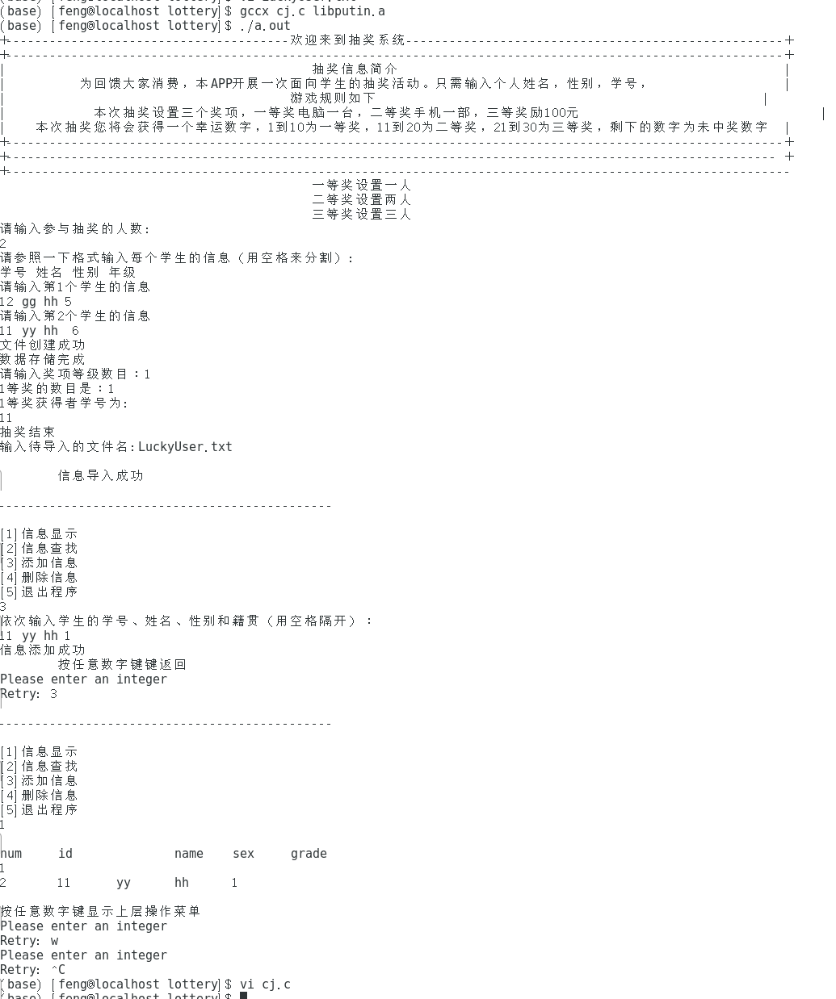 (base) [feng@localhost lottery]$ gccx cj.c libputin.a
(base) [feng@localhost lottery]$ ./a.out
+---------------------------------------欢迎来到抽奖系统----------------------------------------------------+
+-----------------------------------------------------------------------------------------------------------+
| 抽奖信息简介 |
| 为回馈大家消费，本APP开展一次面向学生的抽奖活动。只需输入个人姓名，性别，学号， |
| 游戏规则如下 |
| 本次抽奖设置三个奖项，一等奖电脑一台，二等奖手机一部，三等奖励100元 |
| 本次抽奖您将会获得一个幸运数字，1到10为一等奖，11到20为二等奖，21到30为三等奖，剩下的数字为未中奖数字 |
+-----------------------------------------------------------------------------------------------------------+
+---------------------------------------------------------------------------------------------------------- +
+------------------------------------------------------------------------------------------------------------
一等奖设置一人
二等奖设置两人
三等奖设置三人
请输入参与抽奖的人数:
2
请参照一下格式输入每个学生的信息（用空格来分割）:
学号 姓名 性别 年级
请输入第1个学生的信息
12 gg hh 5
请输入第2个学生的信息
11 yy hh  6
文件创建成功
数据存储完成
请输入奖项等级数目：1
1等奖的数目是：1
1等奖获得者学号为:
11
抽奖结束
输入待导入的文件名:LuckyUser.txt
信息导入成功
----------------------------------------------
[1]信息显示
[2]信息查找
[3]添加信息
[4]删除信息
[5]退出程序
3
依次输入学生的学号、姓名、性别和籍贯（用空格隔开）：
11 yy hh 1
信息添加成功
按任意数字键键返回
Please enter an integer
Retry: 3
----------------------------------------------
[1]信息显示
[2]信息查找
[3]添加信息
[4]删除信息
[5]退出程序
1
num id name sex grade
1
2 11 yy hh 1
按任意数字键显示上层操作菜单
Please enter an integer
Retry: w
Please enter an integer
Retry: ^C
(base) [feng@localhost lottery]$ vi cj.c
(base) [feng@localhost lottery]$